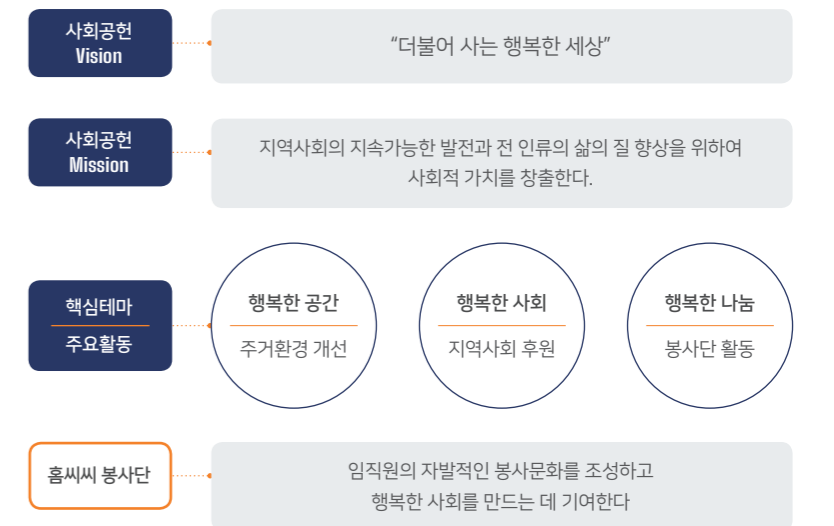 사회공헌
Vision
“더불어 사는 행복한 세상”
사회공헌
Mission
지역사회의 지속가능한 발전과 전 인류의 삶의 질 향상을 위하여
사회적 가치를 창출한다.
핵심테마
주요활동
행복한 공간
주거환경 개선
행복한 사회
지역사회 후원
행복한 나눔
봉사단 활동
홈씨씨 봉사단
임직원의 자발적인 봉사문화를 조성하고
행복한 사회를 만드는 데 기여한다